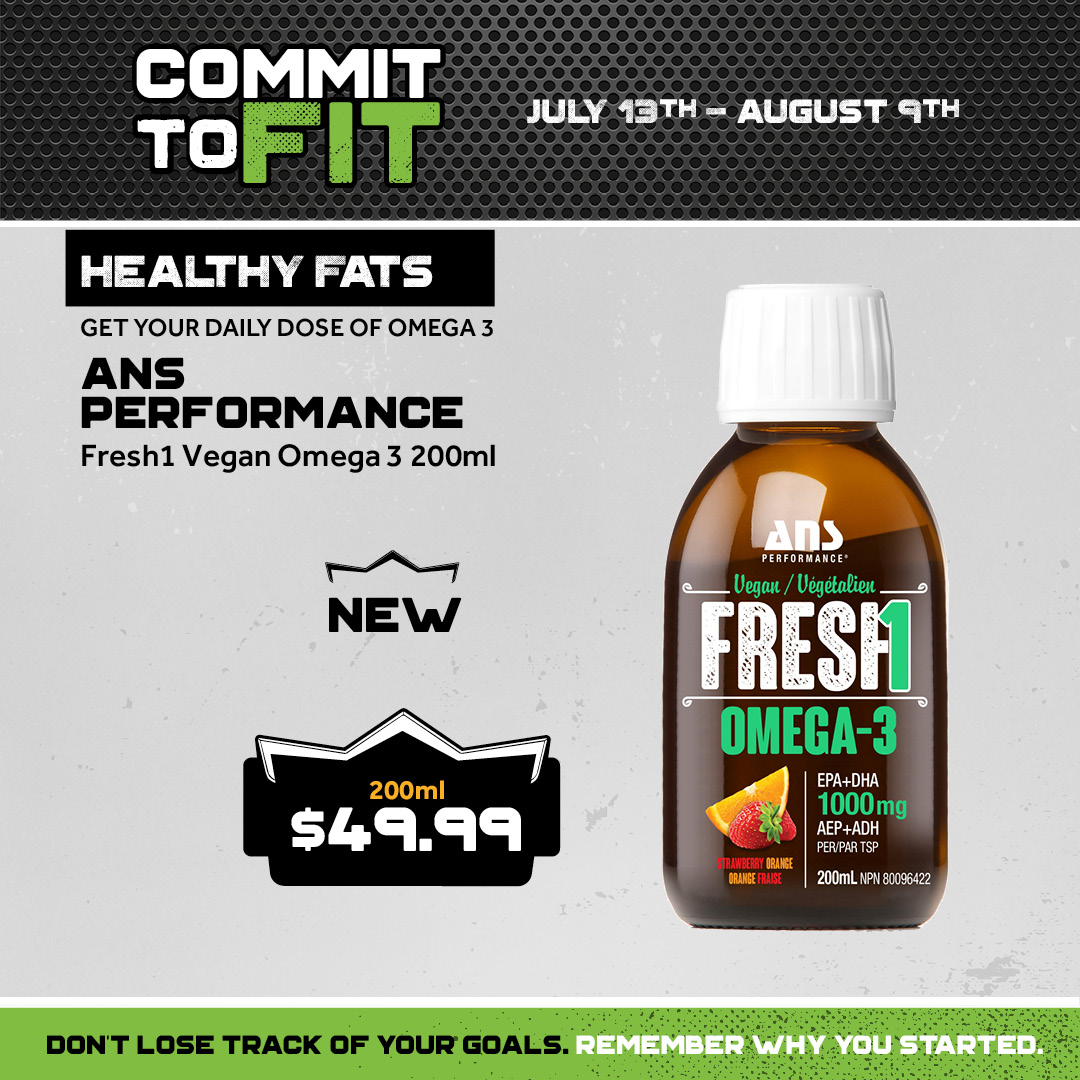 COMMIT
TO FIT
JULY 13TH – AUGUST 9TH
HEALTHY FATS
GET YOUR DAILY DOSE OF OMEGA 3
ANS
PERFORMANCE
Fresh1 Vegan Omega 3 200ml
NEW
200ml
$49.99
ANS
PERFORMANCE®
Vegan / Végétalien
FRESH1
OMEGA-3
EPA+DHA
1000mg
AEP+ADH
PER/PAR TSP
STRAWBERRY ORANGE
ORANGE FRAISE
200mL NPN 80096422
DON'T LOSE TRACK OF YOUR GOALS. REMEMBER WHY YOU STARTED.